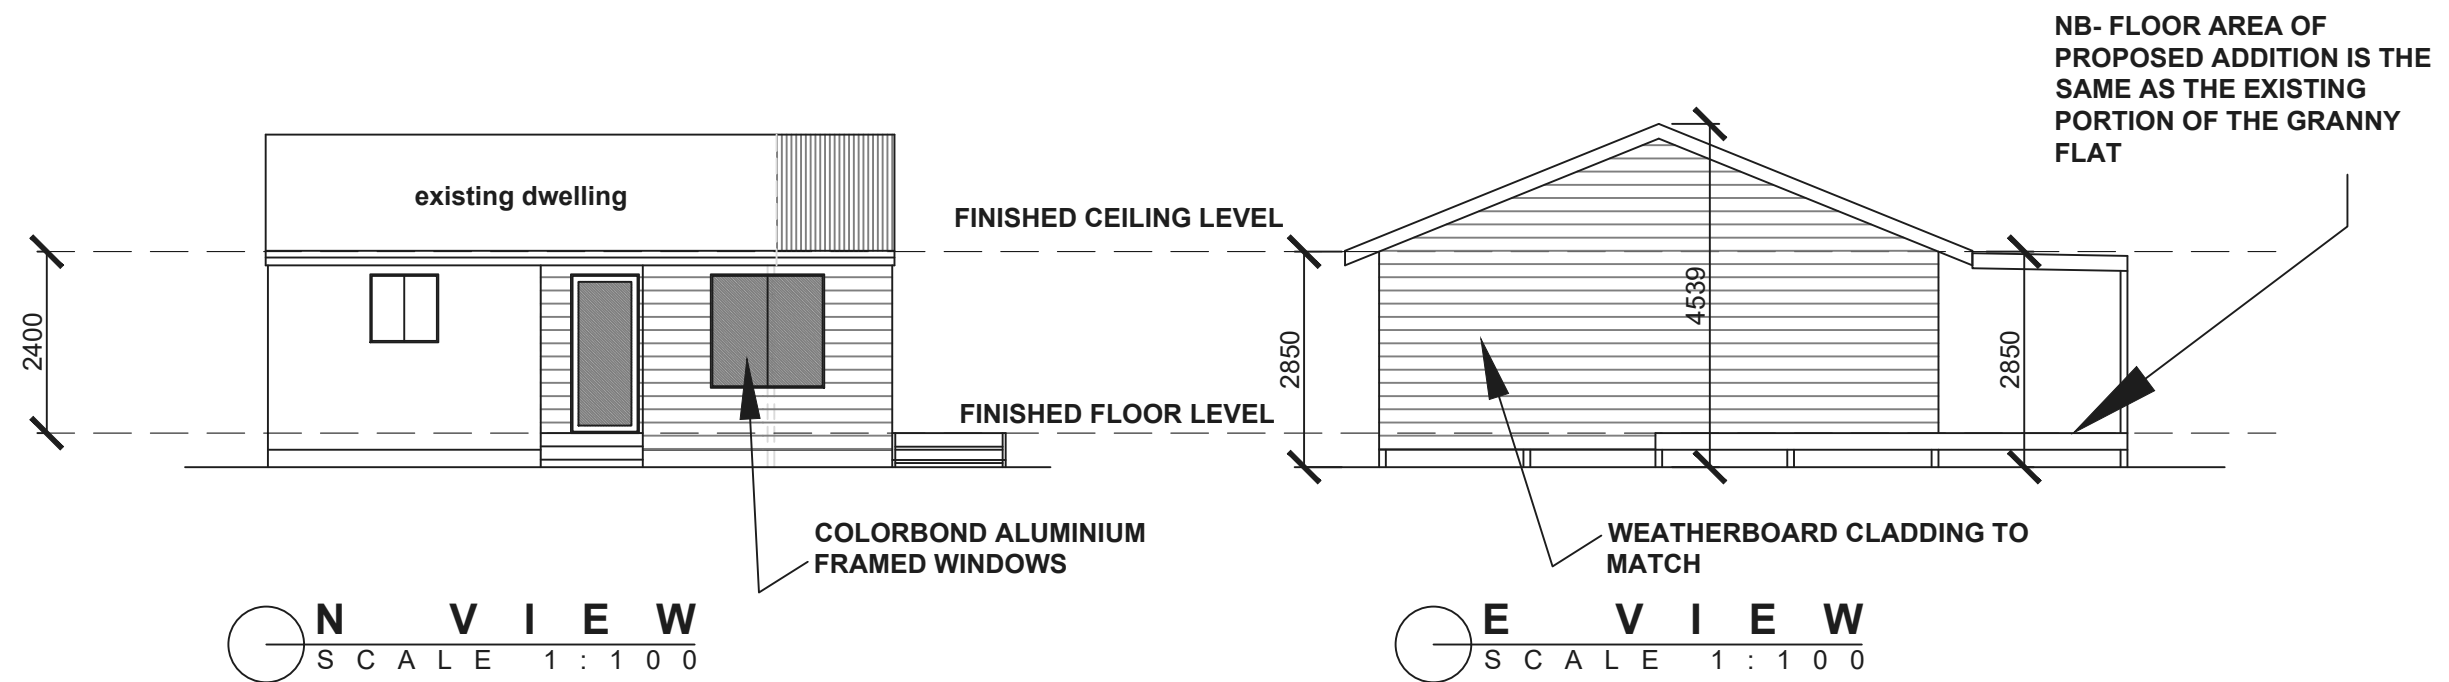 NB- FLOOR AREA OF
PROPOSED ADDITION IS THE
SAME AS THE EXISTING
PORTION OF THE GRANNY
FLAT
existing dwelling
FINISHED CEILING LEVEL
4539
2400
2850
2850
FINISHED FLOOR LEVEL
COLORBOND ALUMINIUM
FRAMED WINDOWS
WEATHERBOARD CLADDING TO
MATCH
N VIEW
SCALE 1:100
E VIEW
SCALE 1:100